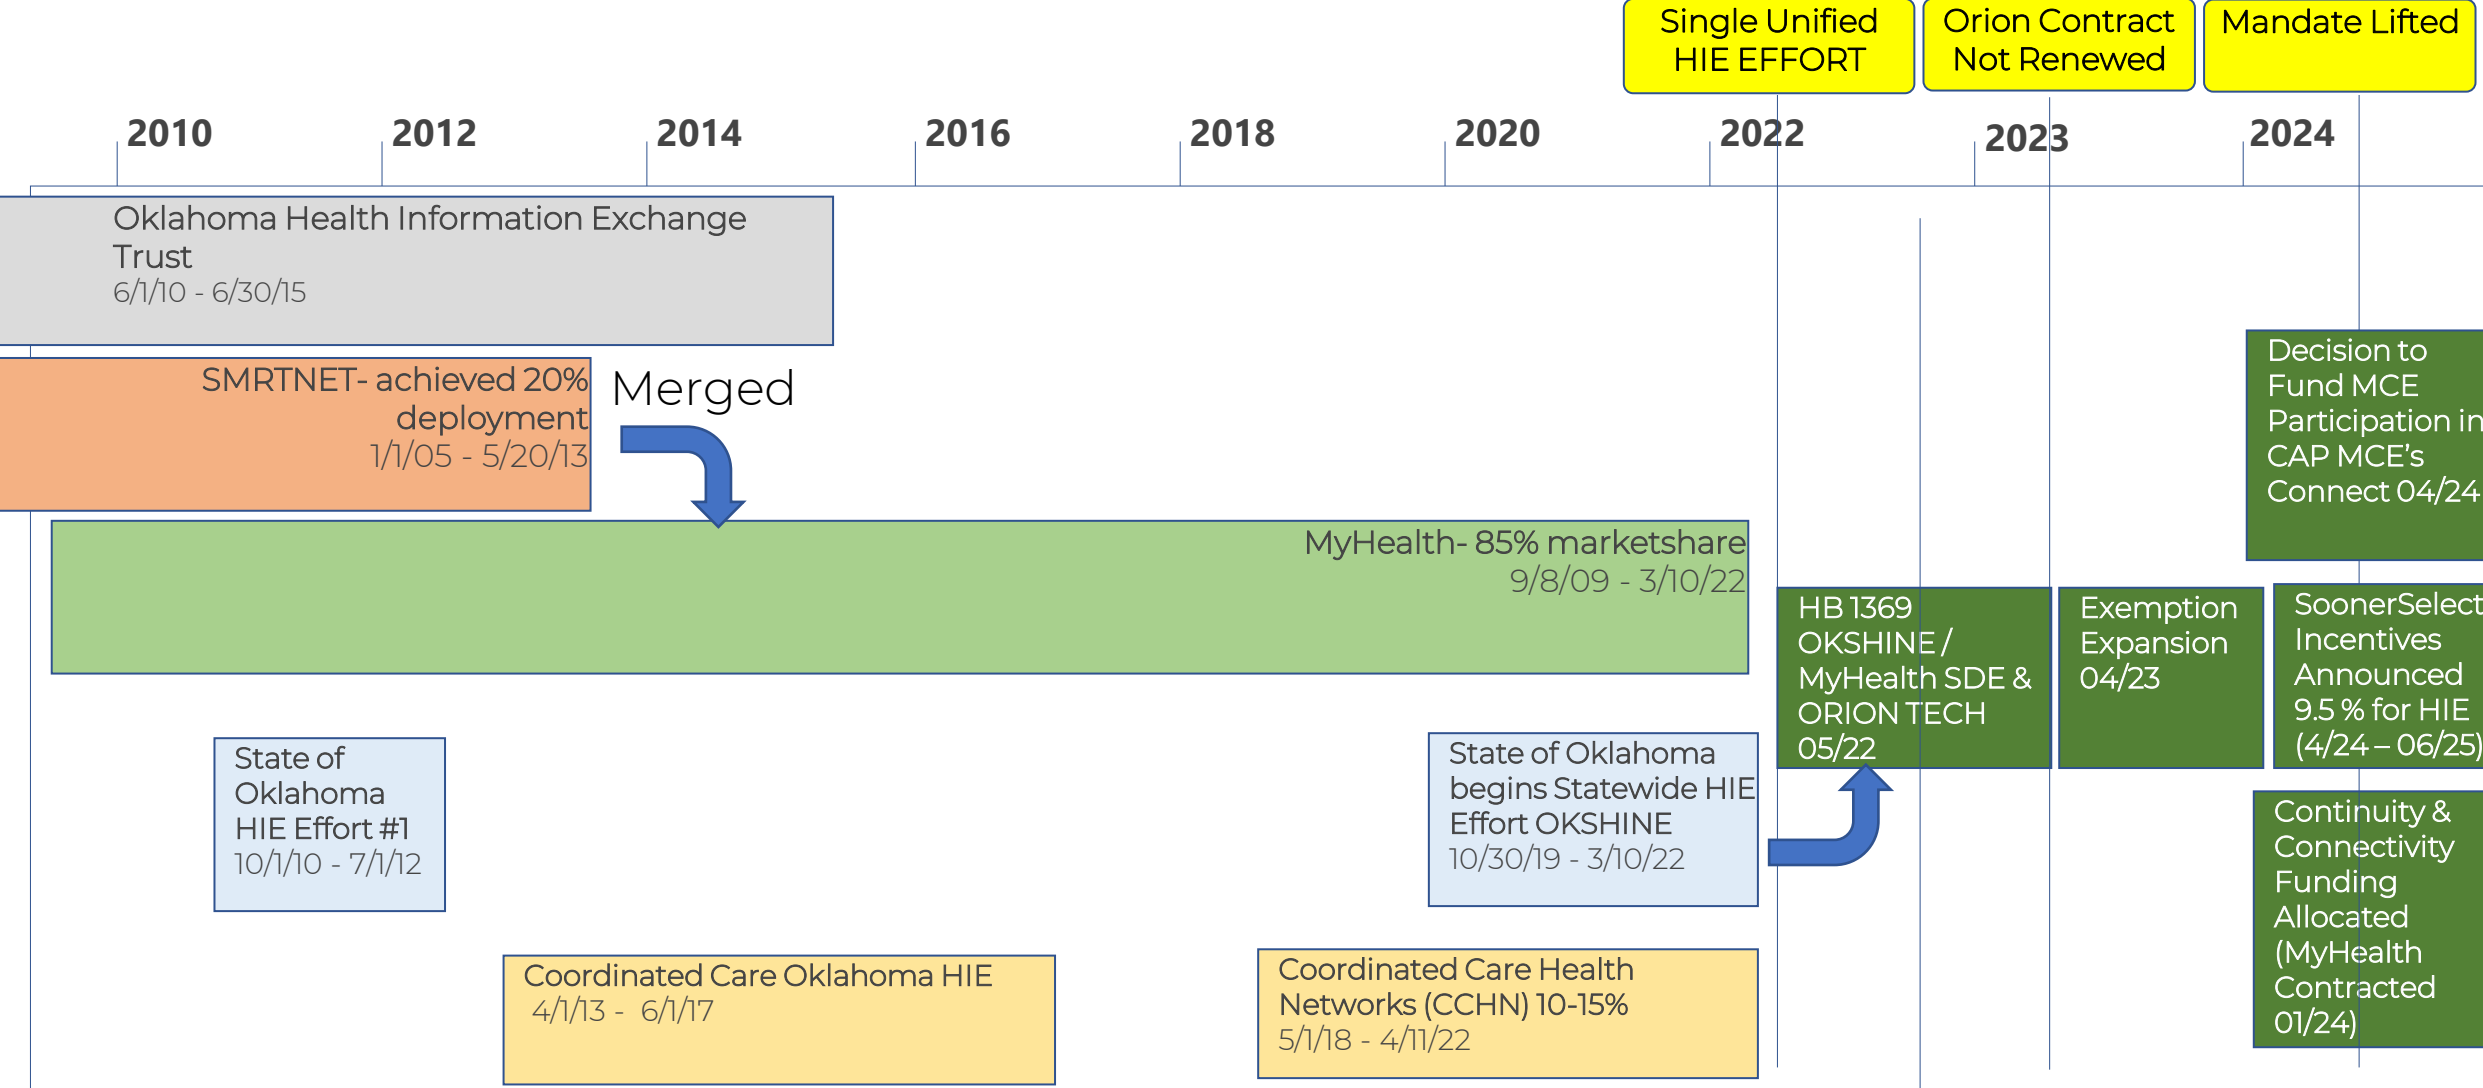 Single Unified
HIE EFFORT
Orion Contract
Not Renewed
Mandate Lifted
2010
2012
2014
2016
2018
2020
2022
2023
2024
Oklahoma Health Information Exchange
Trust
6/1/10 - 6/30/15
SMRTNET- achieved 20%
deployment
1/1/05 - 5/20/13
Merged
MyHealth- 85% marketshare
9/8/09 - 3/10/22
Decision to
Fund MCE
Participation in
CAP MCE’s
Connect 04/24
HB 1369
OKSHINE /
MyHealth SDE &
ORION TECH
05/22
Exemption
Expansion
04/23
SoonerSelect
Incentives
Announced
9.5 % for HIE
(4/24 – 06/25)
State of
Oklahoma
HIE Effort #1
10/1/10 - 7/1/12
State of Oklahoma
begins Statewide HIE
Effort OKSHINE
10/30/19 - 3/10/22
Continuity &
Connectivity
Funding
Allocated
(MyHealth
Contracted
01/24)
Coordinated Care Oklahoma HIE
4/1/13 - 6/1/17
Coordinated Care Health
Networks (CCHN) 10-15%
5/1/18 - 4/11/22